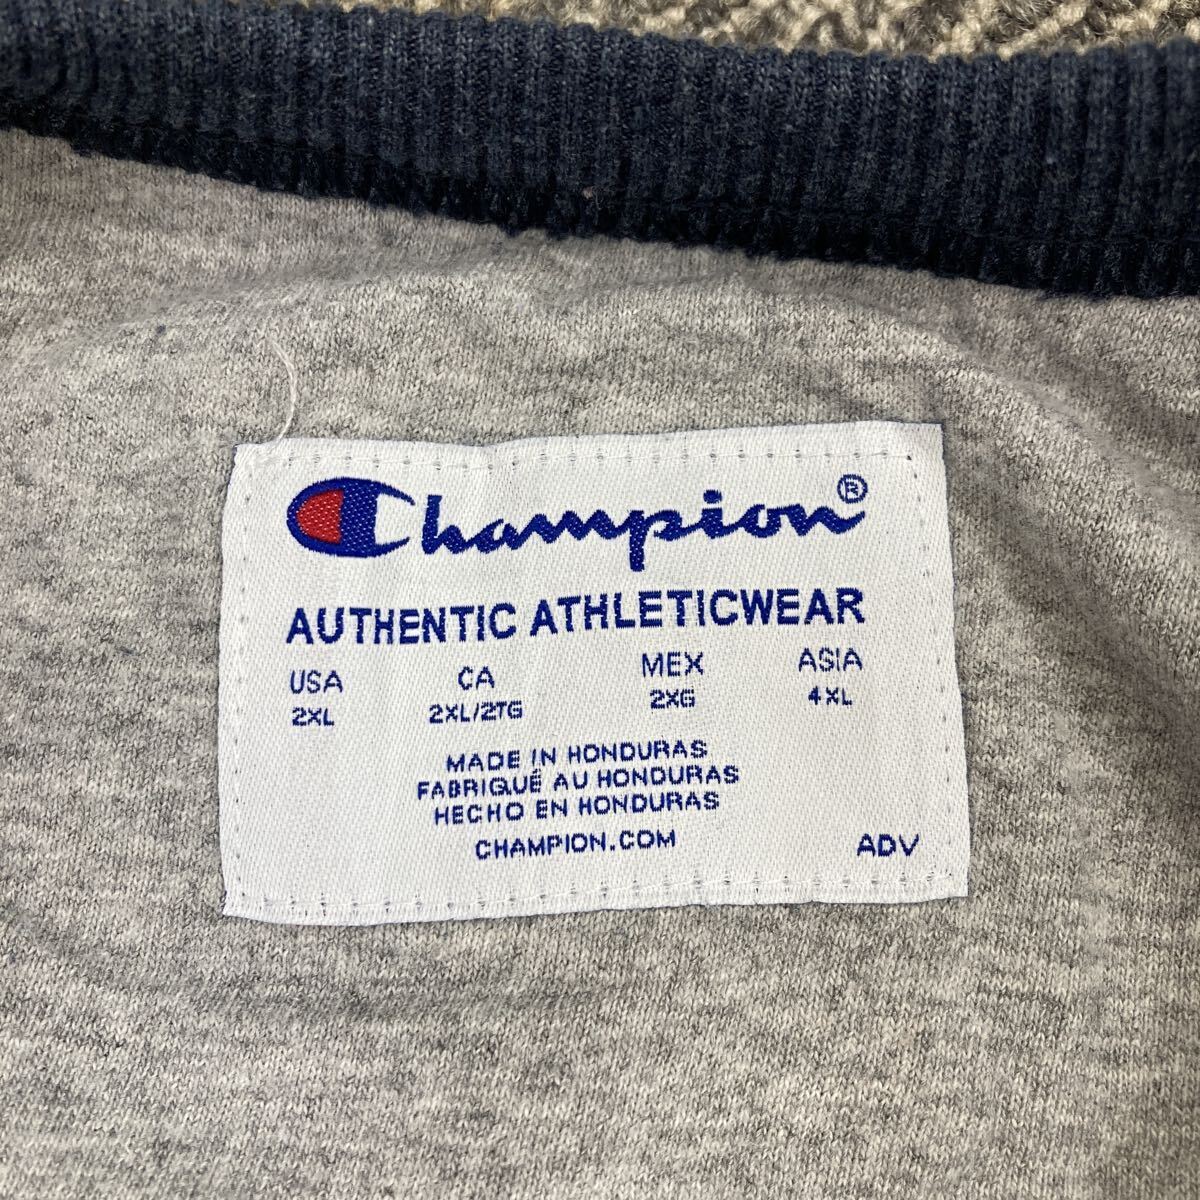 Champion®
AUTHENTIC ATHLETICWEAR
USA CA MEX ASIA
2XL 2XL/2TG 2XG 4XL
MADE IN HONDURAS
FABRIQUÉ AU HONDURAS
HECHO EN HONDURAS
CHAMPION.COM ADV